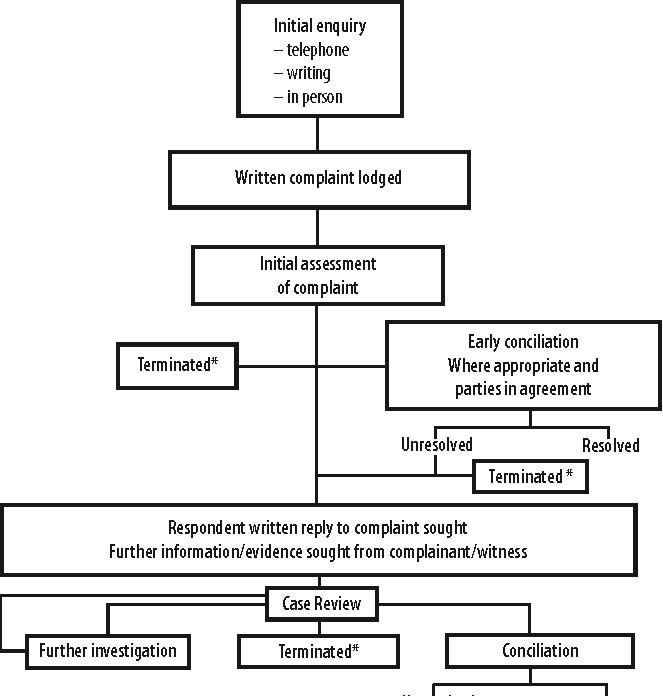 Initial enquiry
– telephone
– writing
– in person
Written complaint lodged
Initial assessment
of complaint
Terminated*
Early conciliation
Where appropriate and
parties in agreement
Unresolved
Resolved
Terminated*
Respondent written reply to complaint sought
Further information/evidence sought from complainant/witness
Case Review
Further investigation
Terminated*
Conciliation